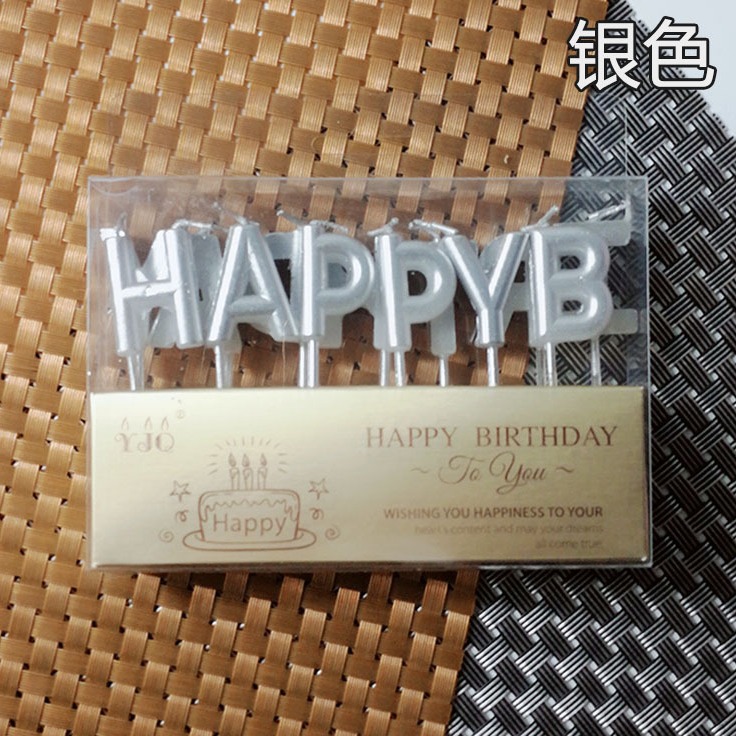 银色
HAPPYB
YJQ
Happy
HAPPY BIRTHDAY
~ To You ~
WISHING YOU HAPPINESS TO YOUR
heart's content and may your dreams
all come true.